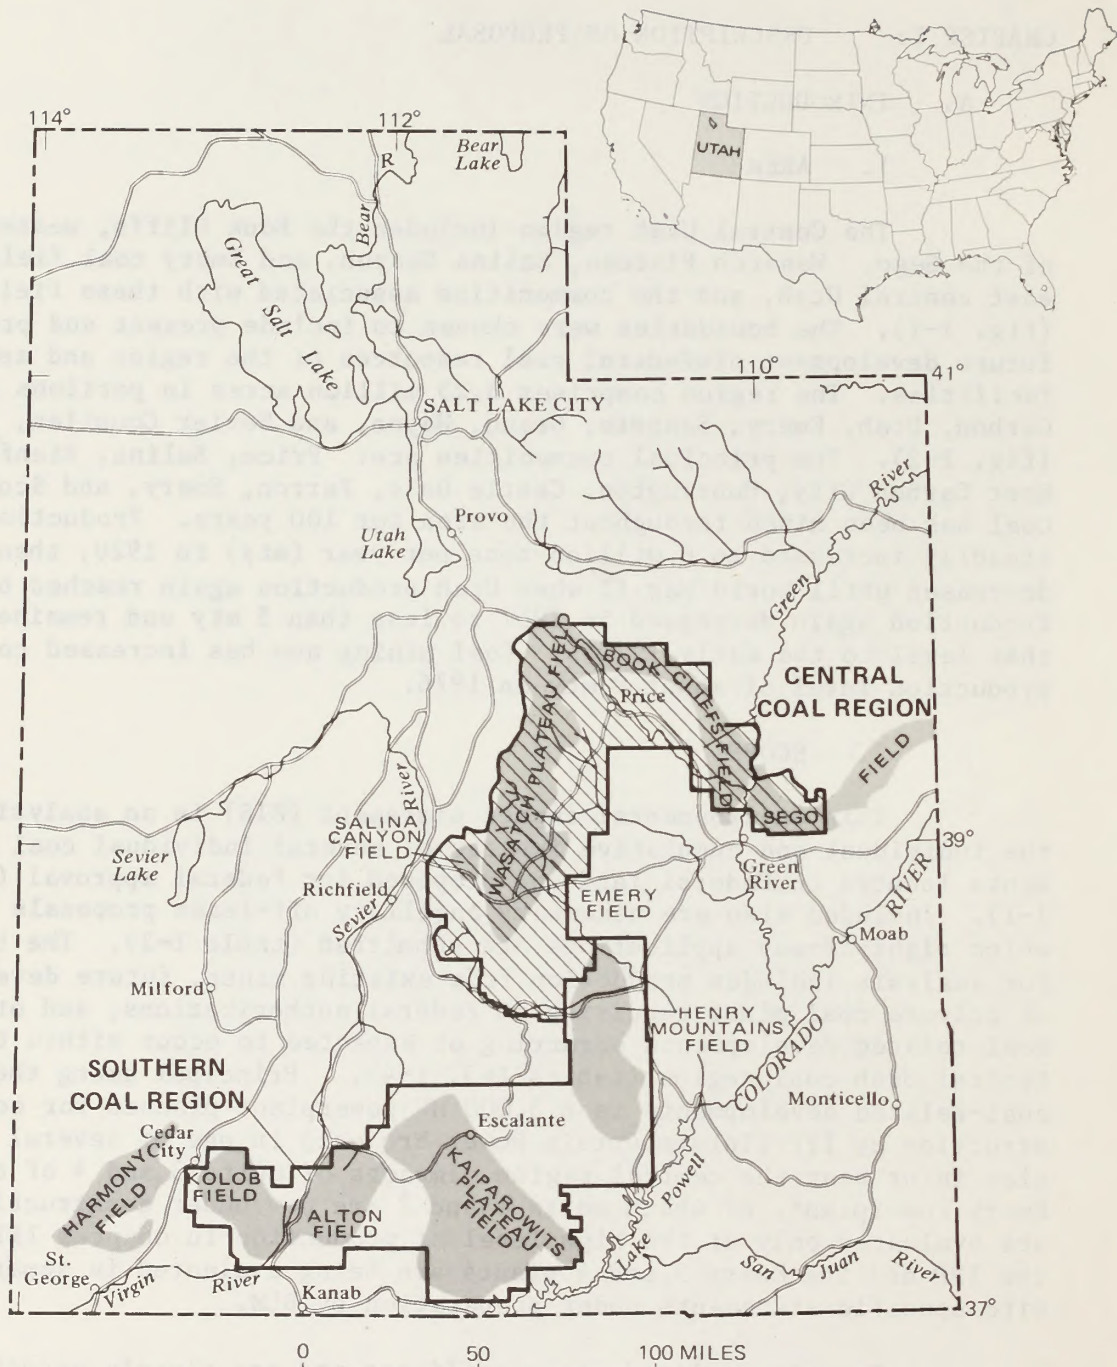 UTAH
114°
112°
Bear
Lake
R
Bear
Great
Salt
Lake
110°
41°
SALT LAKE CITY
River
Green
Provo
Utah
Lake
BOOK CLIFFS FIELD
WASATCH PLATEAU FIELD
Price
CENTRAL
COAL REGION
FIELD
SEGO
River
SALINA
CANYON
FIELD
Sevier
Lake
39°
Green
River
RIVER
Richfield
Sevier
EMERY
FIELD
Moab
Milford
HENRY
MOUNTAINS
FIELD
COLORADO
SOUTHERN
COAL REGION
Monticello
Cedar
City
Escalante
Powell
Lake
HARMONY
FIELD
KOLOB
FIELD
KAIPAROWITS
PLATEAU
FIELD
ALTON
FIELD
St.
George
Virgin River
Kanab
San Juan River
37°
0 50 100 MILES